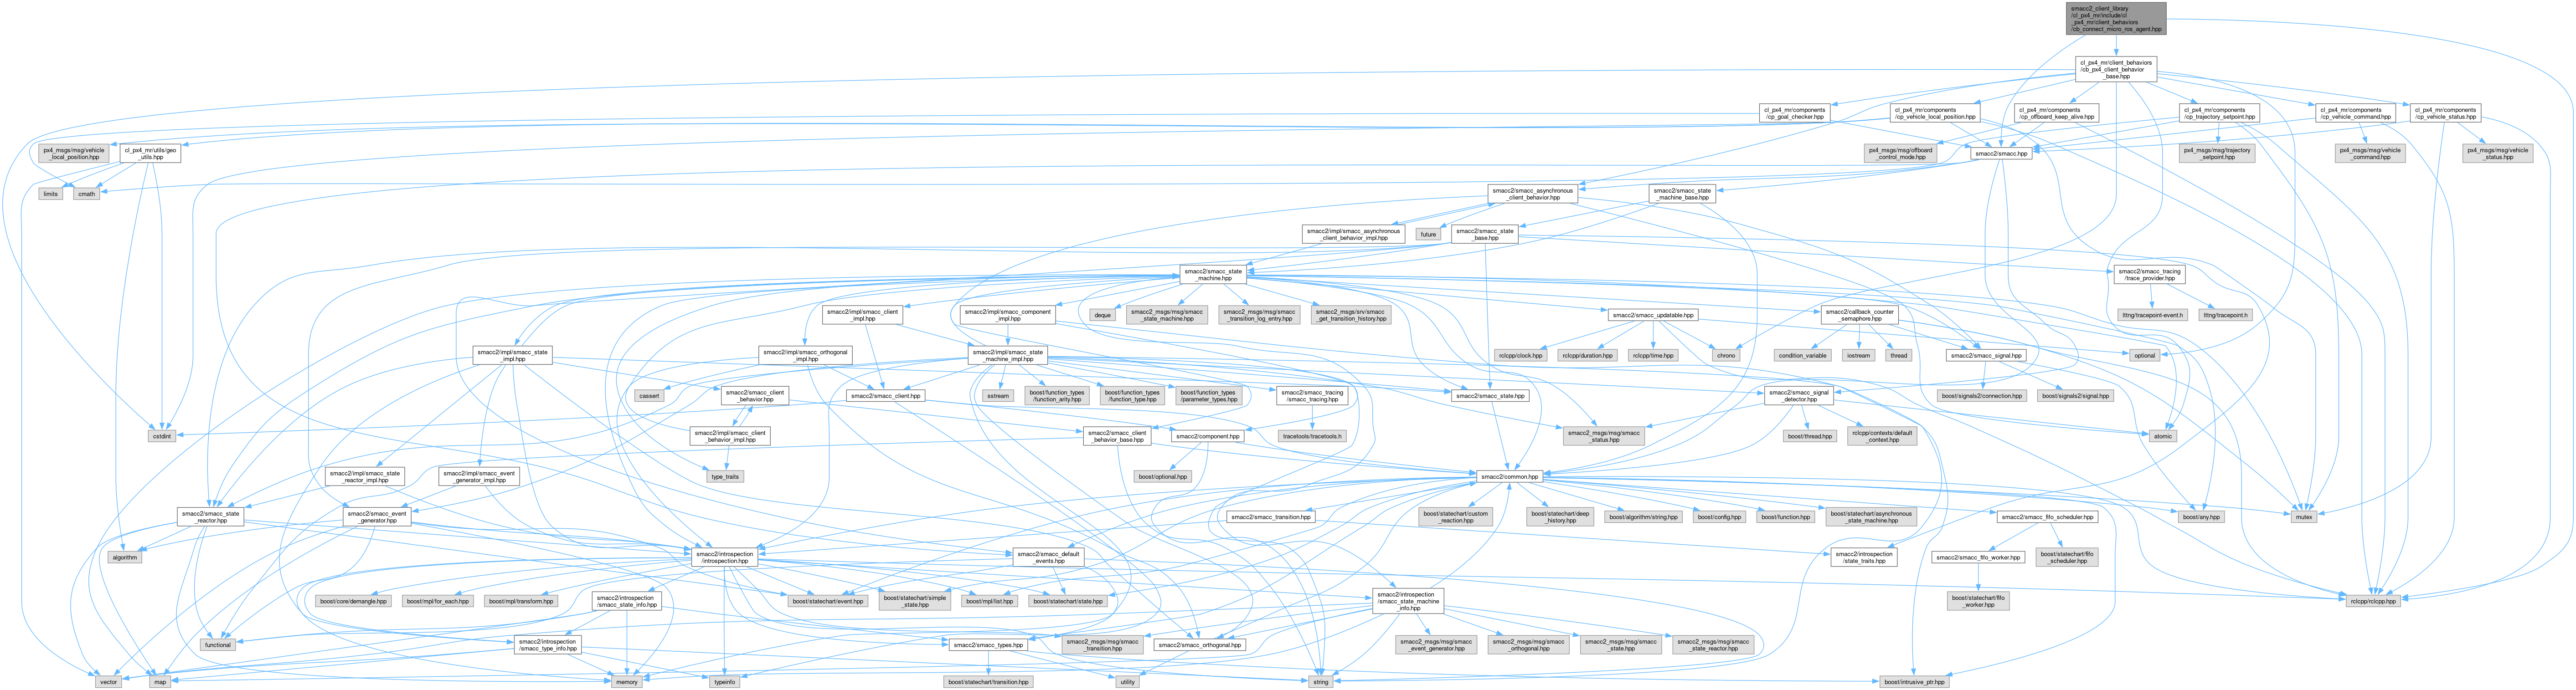 smacc2_client_library
/cl_px4_mr/include/cl
_px4_mr/client_behaviors
/cb_connect_micro_ros_agent.hpp
cl_px4_mr/client_behaviors
/cb_px4_client_behavior
_base.hpp
cl_px4_mr/components
/cp_goal_checker.hpp
cl_px4_mr/components
/cp_vehicle_local_position.hpp
cl_px4_mr/components
/cp_offboard_keep_alive.hpp
cl_px4_mr/components
/cp_trajectory_setpoint.hpp
cl_px4_mr/components
/cp_vehicle_command.hpp
cl_px4_mr/components
/cp_vehicle_status.hpp
px4_msgs/msg/vehicle
_local_position.hpp
cl_px4_mr/utils/geo
_utils.hpp
px4_msgs/msg/offboard
_control_mode.hpp
smacc2/smacc.hpp
px4_msgs/msg/trajectory
_setpoint.hpp
px4_msgs/msg/vehicle
_command.hpp
px4_msgs/msg/vehicle
_status.hpp
limits
cmath
smacc2/smacc_asynchronous
_client_behavior.hpp
smacc2/smacc_state
_machine_base.hpp
smacc2/impl/smacc_asynchronous
_client_behavior_impl.hpp
future
smacc2/smacc_state
_base.hpp
smacc2/smacc_state
_machine.hpp
smacc2/smacc_tracing
/trace_provider.hpp
smacc2/impl/smacc_client
_impl.hpp
smacc2/impl/smacc_component
_impl.hpp
deque
smacc2_msgs/msg/smacc
_state_machine.hpp
smacc2_msgs/msg/smacc
_transition_log_entry.hpp
smacc2_msgs/srv/smacc
_get_transition_history.hpp
smacc2/smacc_updatable.hpp
smacc2/callback_counter
_semaphore.hpp
lttng/tracepoint-event.h
lttng/tracepoint.h
smacc2/impl/smacc_state
_impl.hpp
smacc2/impl/smacc_orthogonal
_impl.hpp
smacc2/impl/smacc_state
_machine_impl.hpp
rclcpp/clock.hpp
rclcpp/duration.hpp
rclcpp/time.hpp
chrono
condition_variable
iostream
thread
smacc2/smacc_signal.hpp
optional
smacc2/smacc_client
_behavior.hpp
cassert
smacc2/smacc_client.hpp
sstream
boost/function_types
/function_arity.hpp
boost/function_types
/function_type.hpp
boost/function_types
/parameter_types.hpp
smacc2/smacc_tracing
/smacc_tracing.hpp
smacc2/smacc_state.hpp
smacc2/smacc_signal
_detector.hpp
boost/signals2/connection.hpp
boost/signals2/signal.hpp
cstdint
smacc2/impl/smacc_client
_behavior_impl.hpp
smacc2/smacc_client
_behavior_base.hpp
smacc2/component.hpp
tracetools/tracetools.h
smacc2_msgs/msg/smacc
_status.hpp
boost/thread.hpp
rclcpp/contexts/default
_context.hpp
atomic
smacc2/impl/smacc_state
_reactor_impl.hpp
smacc2/impl/smacc_event
_generator_impl.hpp
type_traits
boost/optional.hpp
smacc2/common.hpp
smacc2/smacc_state
_reactor.hpp
smacc2/smacc_event
_generator.hpp
smacc2/smacc_transition.hpp
boost/statechart/custom
_reaction.hpp
boost/statechart/deep
_history.hpp
boost/algorithm/string.hpp
boost/config.hpp
boost/function.hpp
boost/statechart/asynchronous
_state_machine.hpp
smacc2/smacc_fifo_scheduler.hpp
boost/any.hpp
mutex
algorithm
smacc2/introspection
/introspection.hpp
smacc2/smacc_default
_events.hpp
smacc2/introspection
/state_traits.hpp
smacc2/smacc_fifo_worker.hpp
boost/statechart/fifo
_scheduler.hpp
boost/core/demangle.hpp
boost/mpl/for_each.hpp
boost/mpl/transform.hpp
smacc2/introspection
/smacc_state_info.hpp
boost/statechart/event.hpp
boost/statechart/simple
_state.hpp
boost/mpl/list.hpp
boost/statechart/state.hpp
smacc2/introspection
/smacc_state_machine
_info.hpp
boost/statechart/fifo
_worker.hpp
rclcpp/rclcpp.hpp
functional
smacc2/introspection
/smacc_type_info.hpp
smacc2/smacc_types.hpp
smacc2_msgs/msg/smacc
_transition.hpp
smacc2/smacc_orthogonal.hpp
smacc2_msgs/msg/smacc
_event_generator.hpp
smacc2_msgs/msg/smacc
_orthogonal.hpp
smacc2_msgs/msg/smacc
_state.hpp
smacc2_msgs/msg/smacc
_state_reactor.hpp
vector
map
memory
typeinfo
boost/statechart/transition.hpp
utility
string
boost/intrusive_ptr.hpp